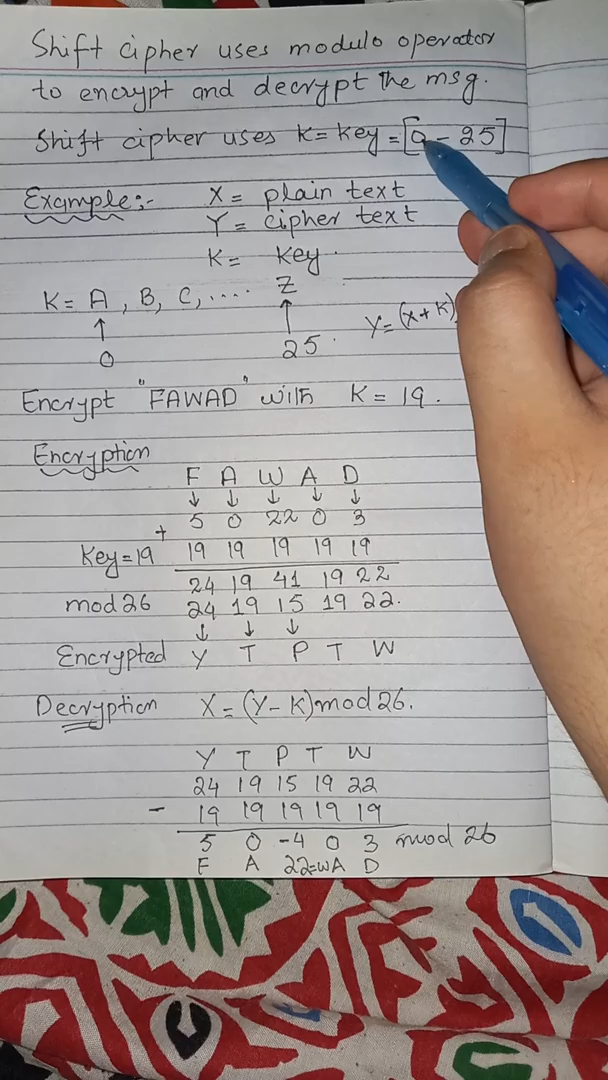 Shift cipher uses modulo operator
to encrypt and decrypt the msg.
Shift cipher uses K= key = [0 - 25]
Example:-
X = plain text
Y = cipher text
K = key.
K = A, B, C, .... Z
↑ ↑
0 25.
Y = (X + K)
Encrypt "FAWAD" with K = 19.
Encryption
F A W A D
↓ ↓ ↓ ↓ ↓
5 0 22 0 3
+
Key=19 19 19 19 19 19
24 19 41 19 22
mod 26 24 19 15 19 22.
↓ ↓ ↓
Encrypted Y T P T W
Decryption X = (Y - K) mod 26.
Y T P T W
24 19 15 19 22
- 19 19 19 19 19
5 0 -4 0 3 mod 26
F A 22=W A D